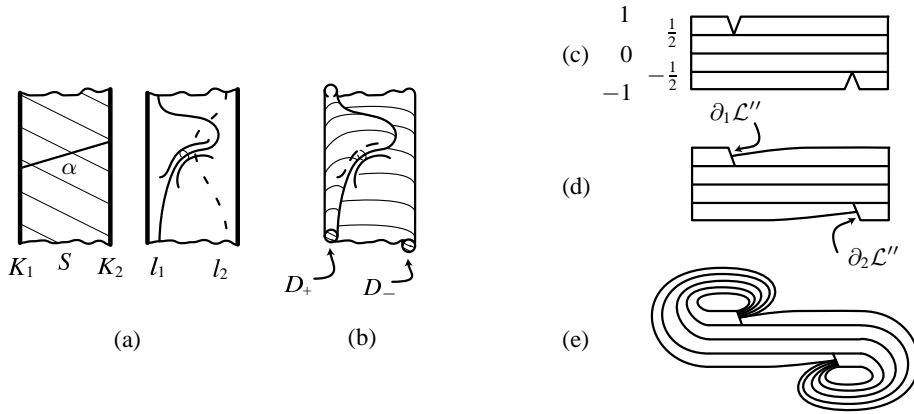 α
K₁ S K₂ l₁ l₂
D₊ D₋
(a) (b)
(c) 1 0 −1 ½ −½
∂₁ℒ″
(d)
∂₂ℒ″
(e)